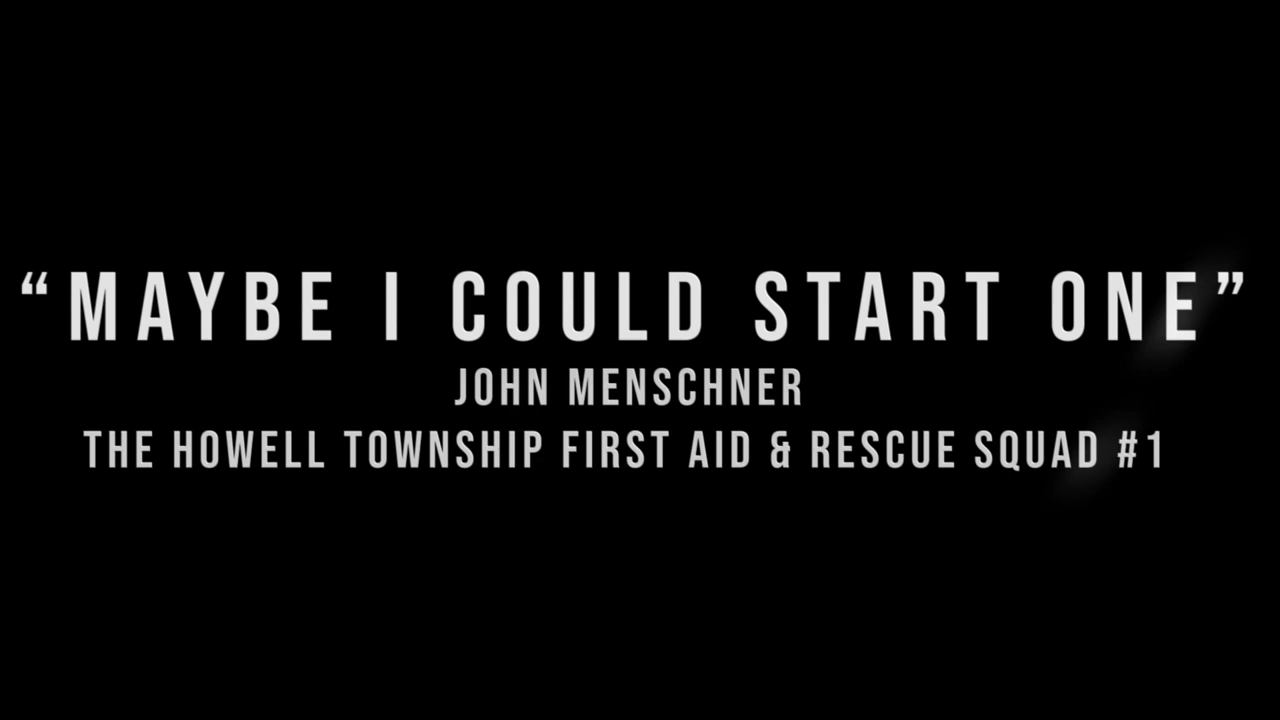 “MAYBE I COULD START ONE”
JOHN MENSCHNER
THE HOWELL TOWNSHIP FIRST AID & RESCUE SQUAD #1